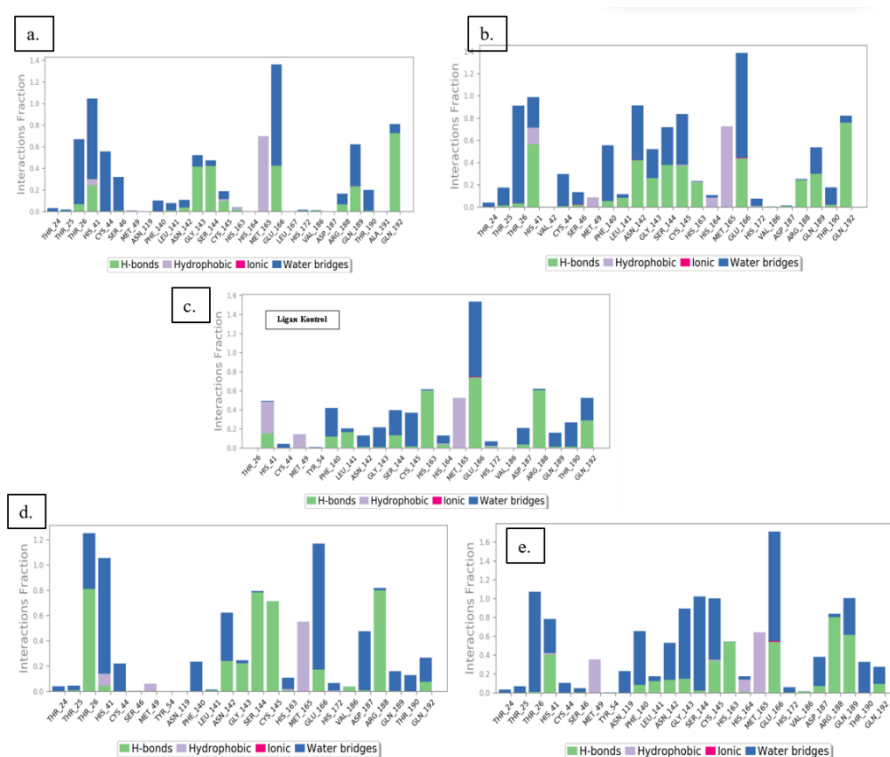 a.
Interactions Fraction
1.4
1.2
1.0
0.8
0.6
0.4
0.2
0.0
THR_24 THR_25 THR_26 HIS_41 CYS_44 SER_46 MET_49 ASN_119 PHE_140 LEU_141 ASN_142 GLY_143 SER_144 CYS_145 HIS_163 HIS_164 MET_165 GLU_166 LEU_167 HIS_172 VAL_186 ASP_187 ARG_188 GLN_189 THR_190 ALA_191 GLN_192
H-bonds Hydrophobic Ionic Water bridges
b.
Interactions Fraction
1.4
1.2
1.0
0.8
0.6
0.4
0.2
0.0
THR_24 THR_25 THR_26 HIS_41 VAL_42 CYS_44 SER_46 MET_49 PHE_140 LEU_141 ASN_142 GLY_143 SER_144 CYS_145 HIS_163 HIS_164 MET_165 GLU_166 HIS_172 VAL_186 ASP_187 ARG_188 GLN_189 THR_190 GLN_192
H-bonds Hydrophobic Ionic Water bridges
c.
Ligan Kontrol
Interactions Fraction
1.6
1.4
1.2
1.0
0.8
0.6
0.4
0.2
0.0
THR_26 HIS_41 CYS_44 MET_49 TYR_54 PHE_140 LEU_141 ASN_142 GLY_143 SER_144 CYS_145 HIS_163 HIS_164 MET_165 GLU_166 HIS_172 VAL_186 ASP_187 ARG_188 GLN_189 THR_190 GLN_192
H-bonds Hydrophobic Ionic Water bridges
d.
Interactions Fraction
1.2
1.0
0.8
0.6
0.4
0.2
0.0
THR_24 THR_25 THR_26 HIS_41 CYS_44 SER_46 MET_49 TYR_54 ASN_119 PHE_140 LEU_141 ASN_142 GLY_143 SER_144 CYS_145 HIS_163 MET_165 GLU_166 HIS_172 VAL_186 ASP_187 ARG_188 GLN_189 THR_190 GLN_192
H-bonds Hydrophobic Ionic Water bridges
e.
Interactions Fraction
1.6
1.4
1.2
1.0
0.8
0.6
0.4
0.2
0.0
THR_24 THR_25 THR_26 HIS_41 CYS_44 SER_46 MET_49 TYR_54 ASN_119 PHE_140 LEU_141 ASN_142 GLY_143 SER_144 CYS_145 HIS_163 HIS_164 MET_165 GLU_166 HIS_172 VAL_186 ASP_187 ARG_188 GLN_189 THR_190 GLN_192
H-bonds Hydrophobic Ionic Water bridges